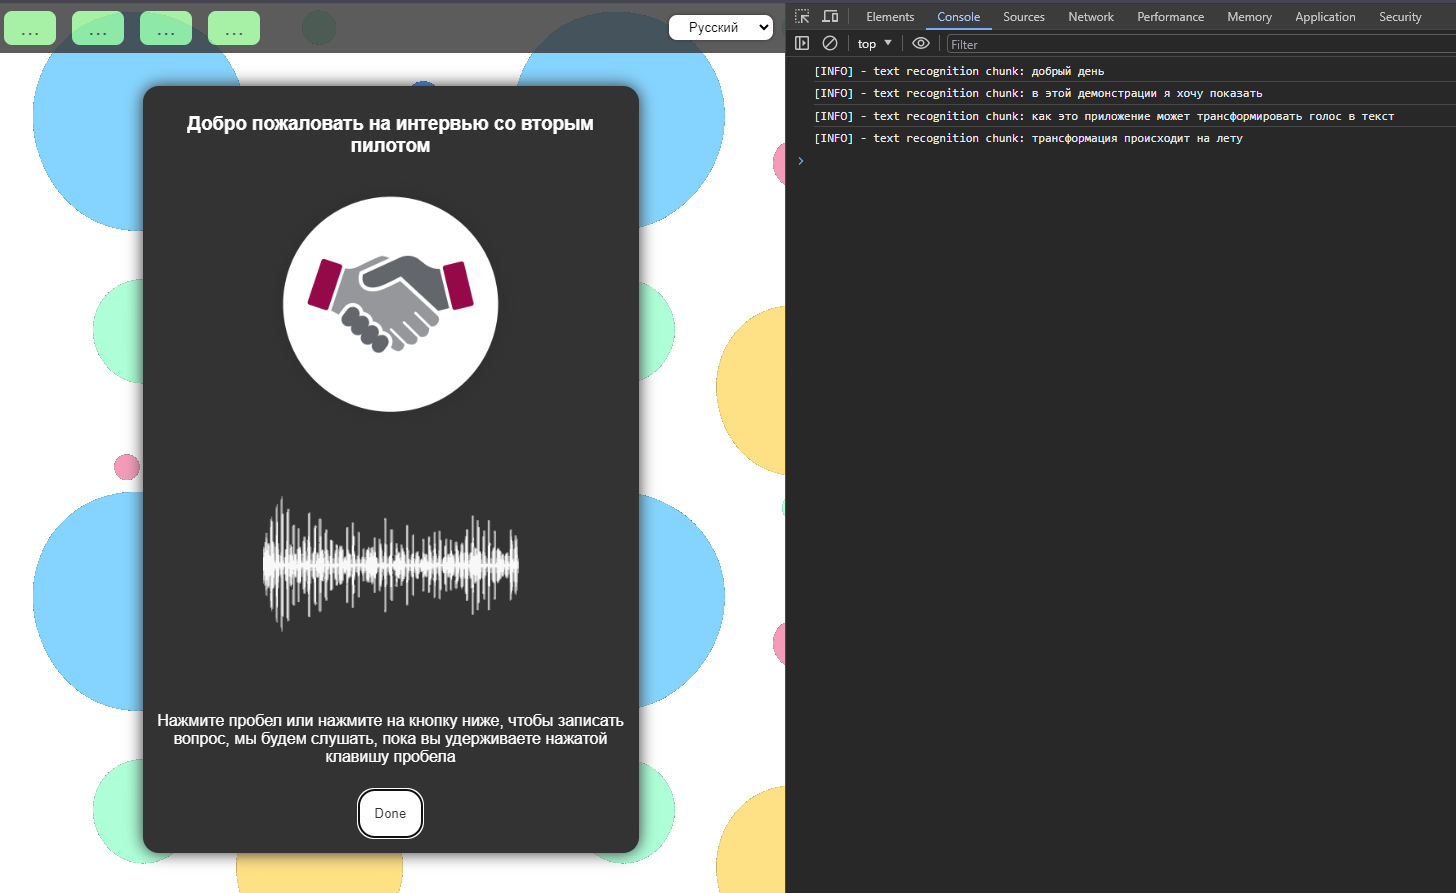 ...
...
...
...
Русский
Добро пожаловать на интервью со вторым
пилотом
Нажмите пробел или нажмите на кнопку ниже, чтобы записать
вопрос, мы будем слушать, пока вы удерживаете нажатой
клавишу пробела
Done
Elements Console Sources Network Performance Memory Application Security
top Filter
[INFO] - text recognition chunk: добрый день
[INFO] - text recognition chunk: в этой демонстрации я хочу показать
[INFO] - text recognition chunk: как это приложение может трансформировать голос в текст
[INFO] - text recognition chunk: трансформация происходит на лету